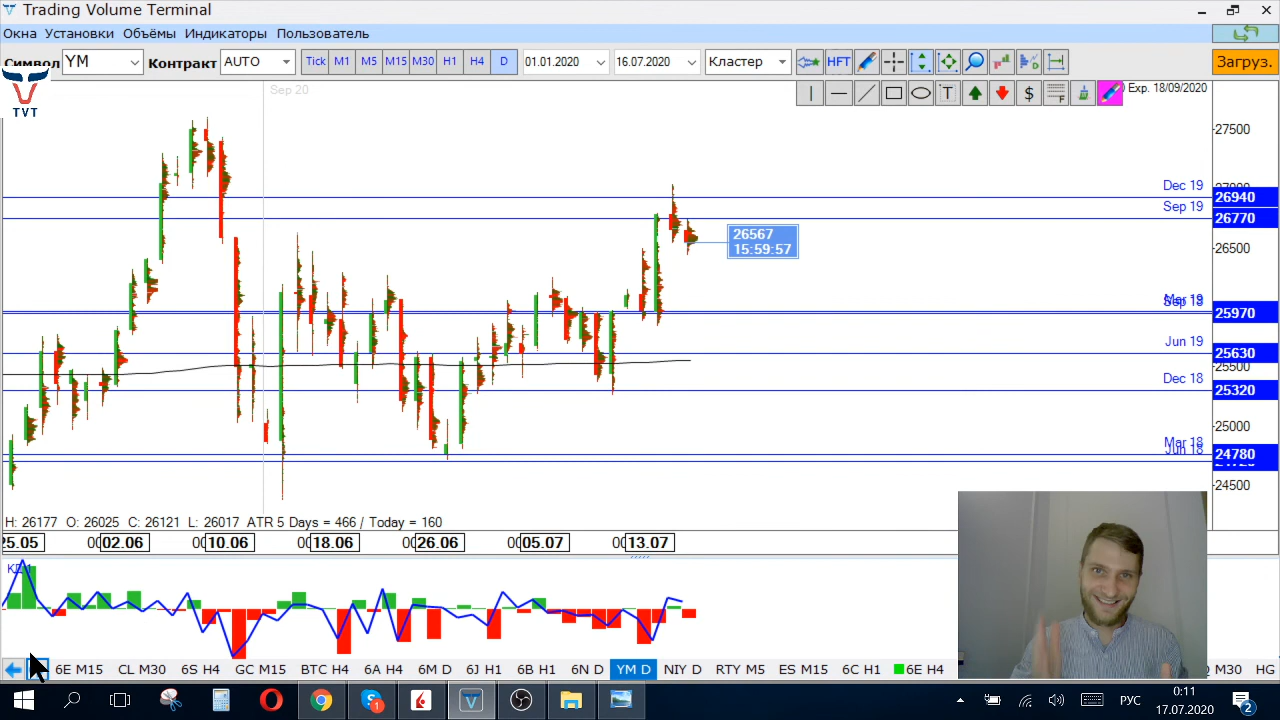 Trading Volume Terminal
Окна Установки Объёмы Индикаторы Пользователь
Символ YM Контракт AUTO Tick M1 M5 M15 M30 H1 H4 D 01.01.2020 16.07.2020 Кластер HFT Загруз.
TVT
T $ F Exp. 18/09/2020
Sep 20
27500
Dec 19 26940
Sep 19 26770
26567
15:59:57
26500
Mar 19
25970
Jun 19 25630
25500
Dec 18 25320
25000
Mar 18
Jun 18
24780
24500
H: 26177 O: 26025 C: 26121 L: 26017 ATR 5 Days = 466 / Today = 160
25.05 02.06 10.06 18.06 26.06 05.07 13.07
6E M15 CL M30 6S H4 GC M15 BTC H4 6A H4 6M D 6J H1 6B H1 6N D YM D NIY D RTY M5 ES M15 6C H1 6E H4 M30 HG
РУС 0:11
17.07.2020 2